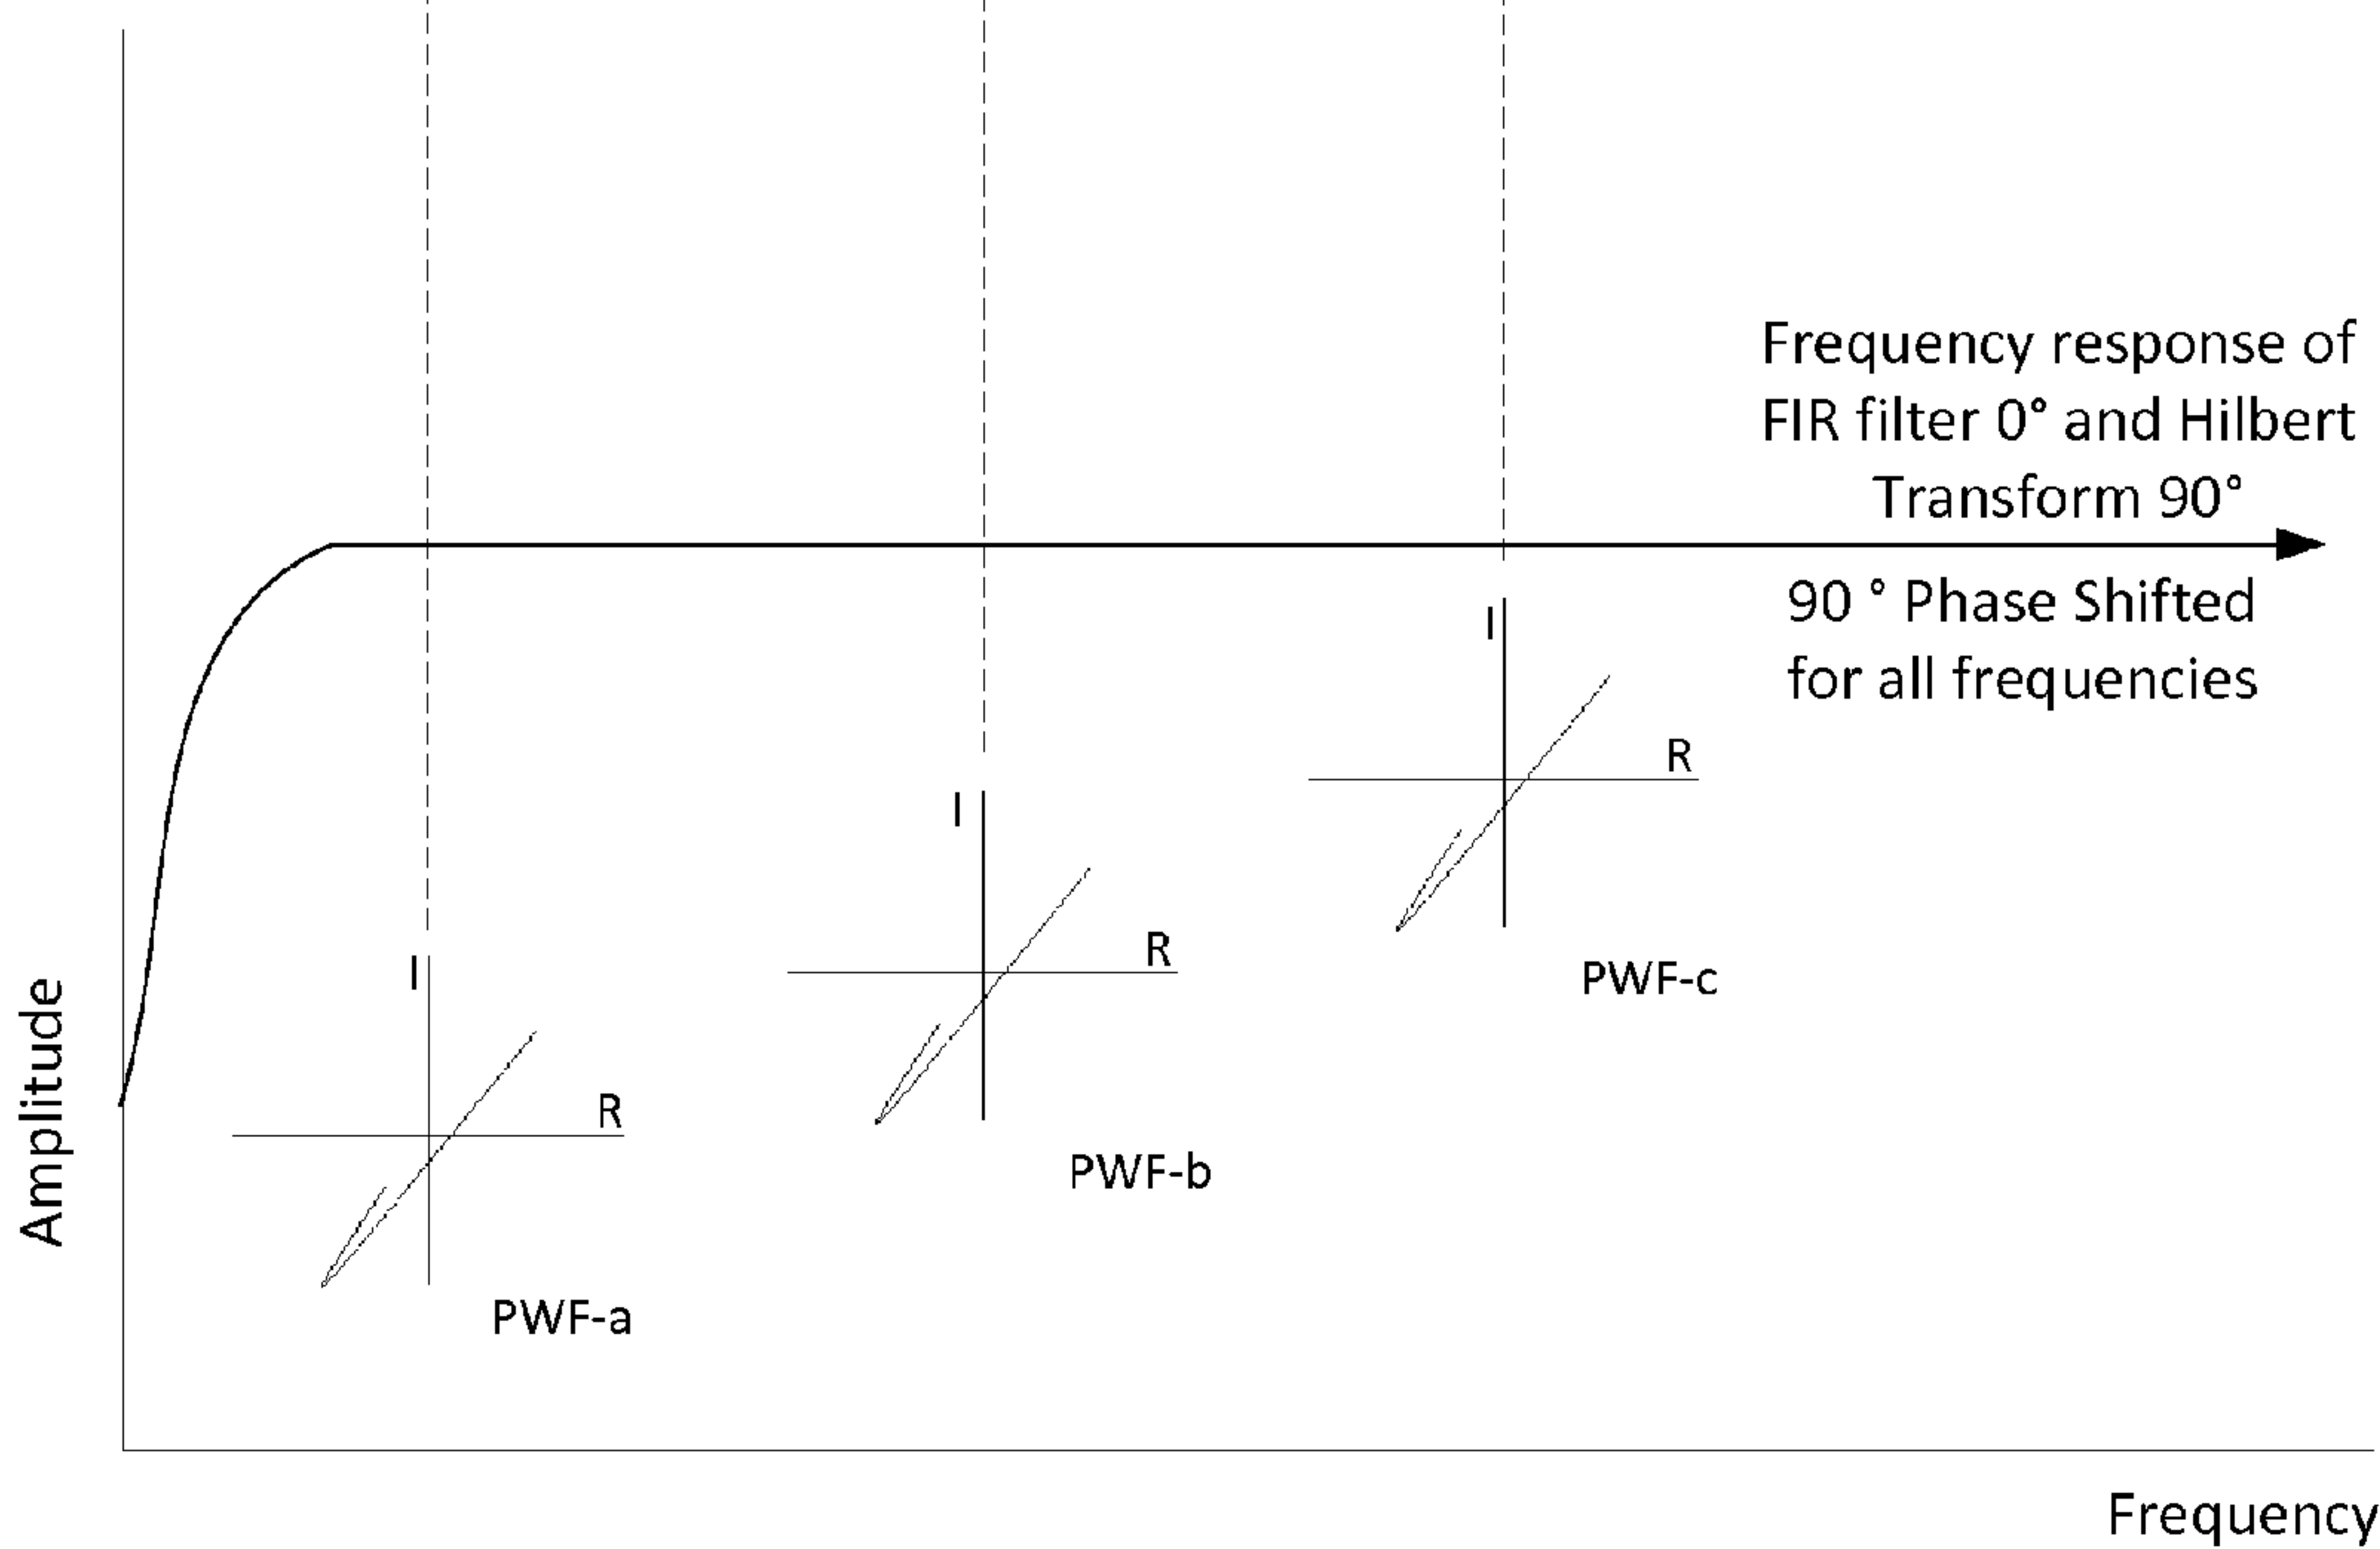 Frequency response of
FIR filter 0° and Hilbert
Transform 90°
90 ° Phase Shifted
for all frequencies
I
R
PWF-c
I
R
PWF-b
I
R
PWF-a
Amplitude
Frequency